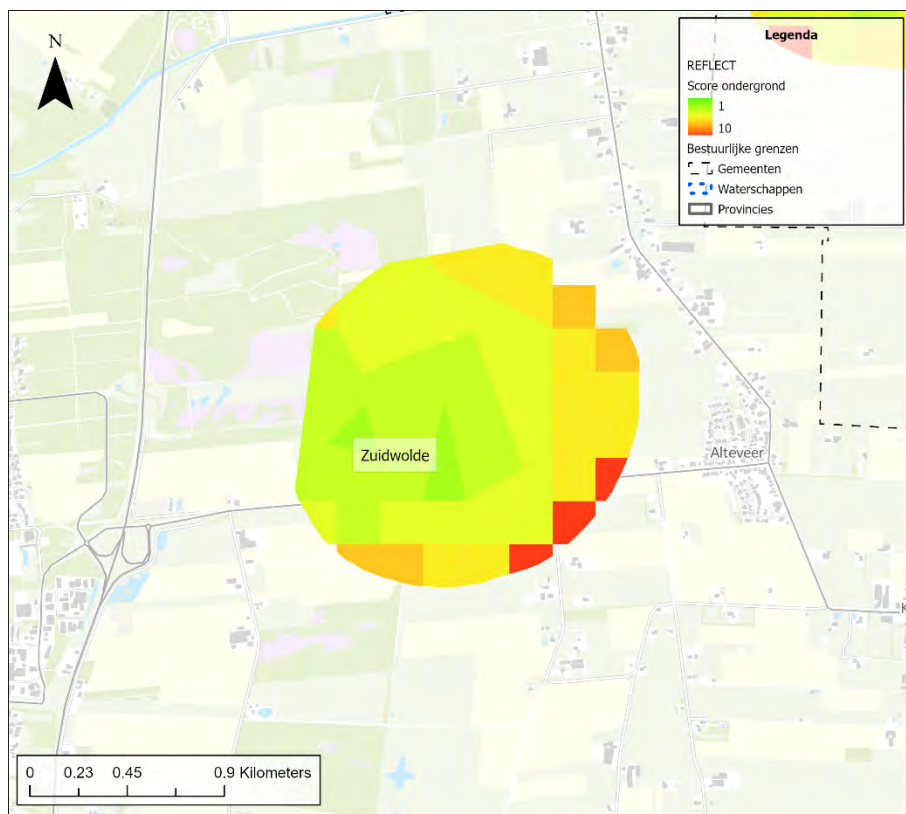 N
Legenda
REFLECT
Score ondergrond
1
10
Bestuurlijke grenzen
Gemeenten
Waterschappen
Provincies
Zuidwolde
Alteveer
0 0.23 0.45 0.9 Kilometers